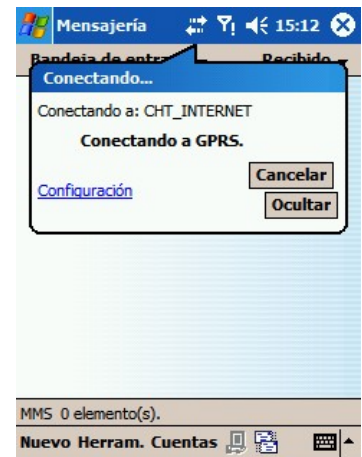 Mensajería 15:12
Bandeja de entra Recibido
Conectando...
Conectando a: CHT_INTERNET
Conectando a GPRS.
Cancelar
Configuración
Ocultar
MMS 0 elemento(s).
Nuevo Herram. Cuentas